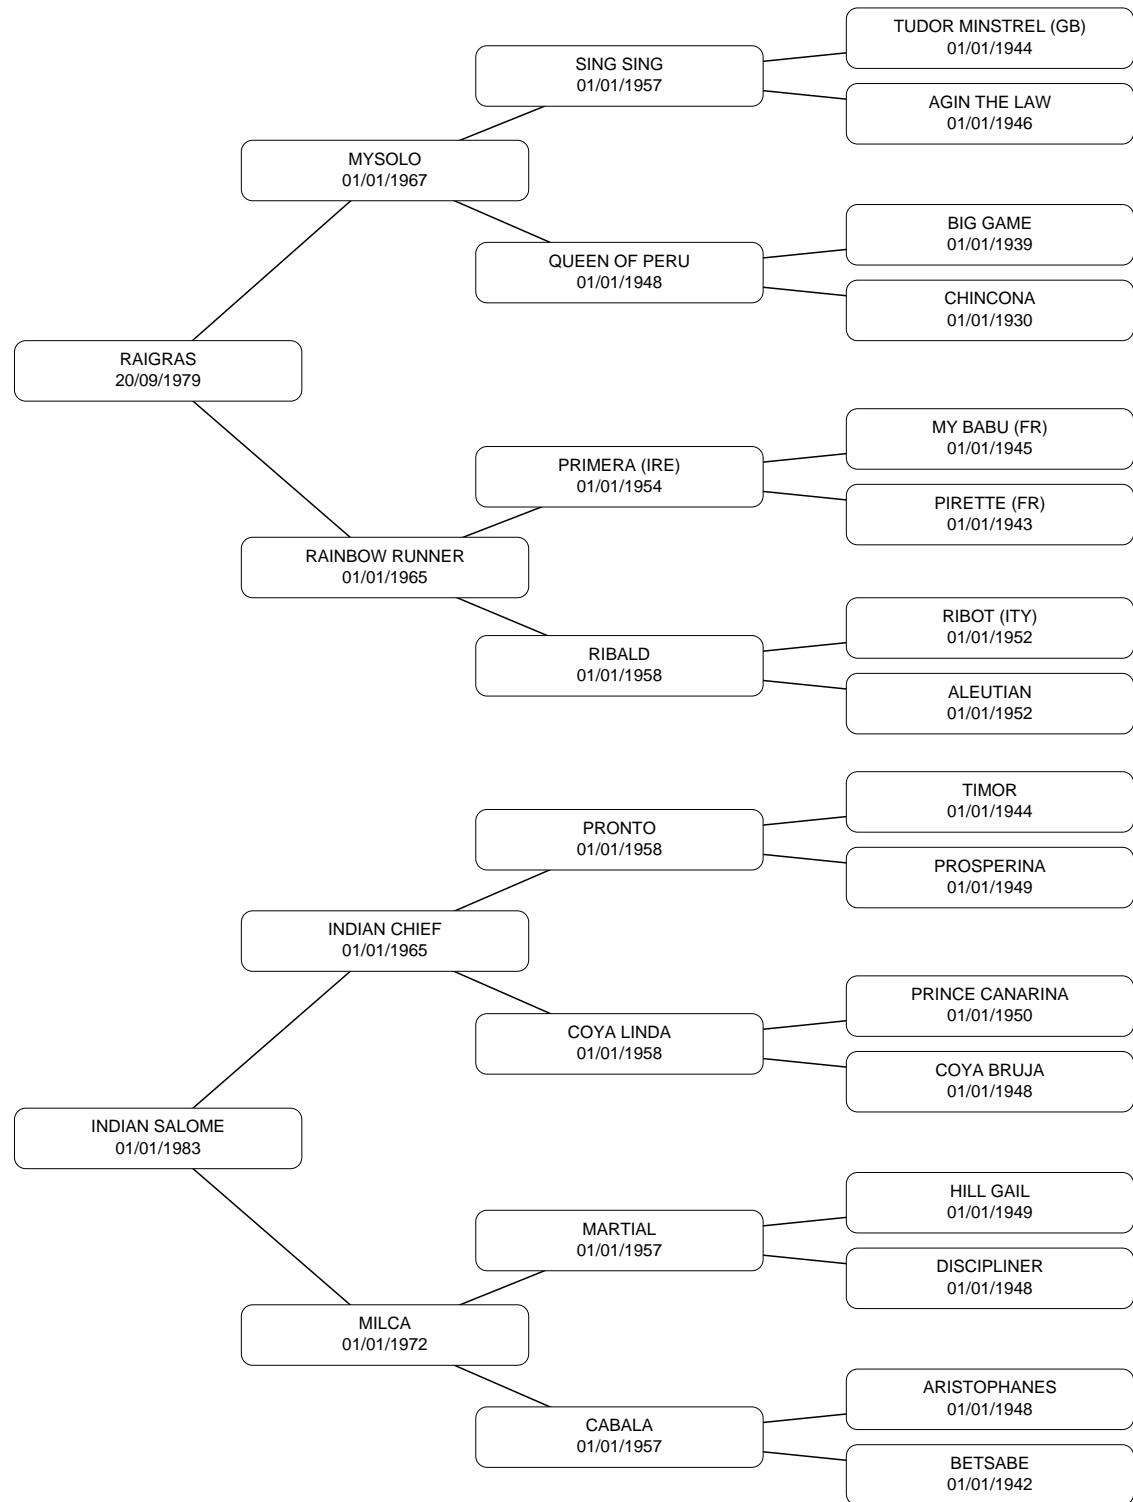 TUDOR MINSTREL (GB)
01/01/1944
SING SING
01/01/1957
AGIN THE LAW
01/01/1946
MYSOLO
01/01/1967
BIG GAME
01/01/1939
QUEEN OF PERU
01/01/1948
CHINCONA
01/01/1930
RAIGRAS
20/09/1979
MY BABU (FR)
01/01/1945
PRIMERA (IRE)
01/01/1954
PIRETTE (FR)
01/01/1943
RAINBOW RUNNER
01/01/1965
RIBOT (ITY)
01/01/1952
RIBALD
01/01/1958
ALEUTIAN
01/01/1952
TIMOR
01/01/1944
PRONTO
01/01/1958
PROSPERINA
01/01/1949
INDIAN CHIEF
01/01/1965
PRINCE CANARINA
01/01/1950
COYA LINDA
01/01/1958
COYA BRUJA
01/01/1948
INDIAN SALOME
01/01/1983
HILL GAIL
01/01/1949
MARTIAL
01/01/1957
DISCIPLINER
01/01/1948
MILCA
01/01/1972
ARISTOPHANES
01/01/1948
CABALA
01/01/1957
BETSABE
01/01/1942